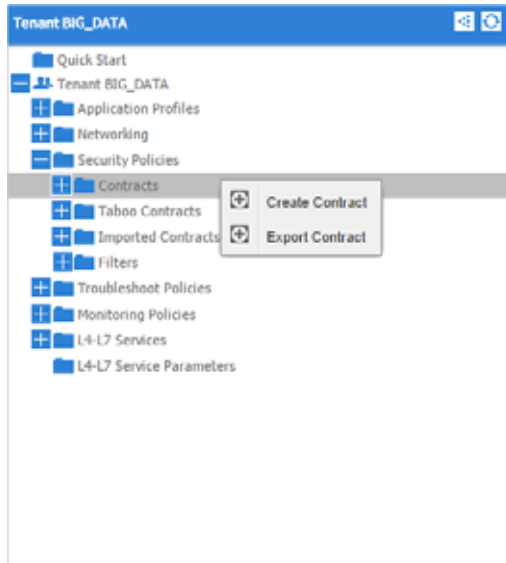 Tenant BIG_DATA
Quick Start
Tenant BIG_DATA
Application Profiles
Networking
Security Policies
Contracts
Create Contract
Taboo Contracts
Imported Contracts
Export Contract
Filters
Troubleshoot Policies
Monitoring Policies
L4-L7 Services
L4-L7 Service Parameters